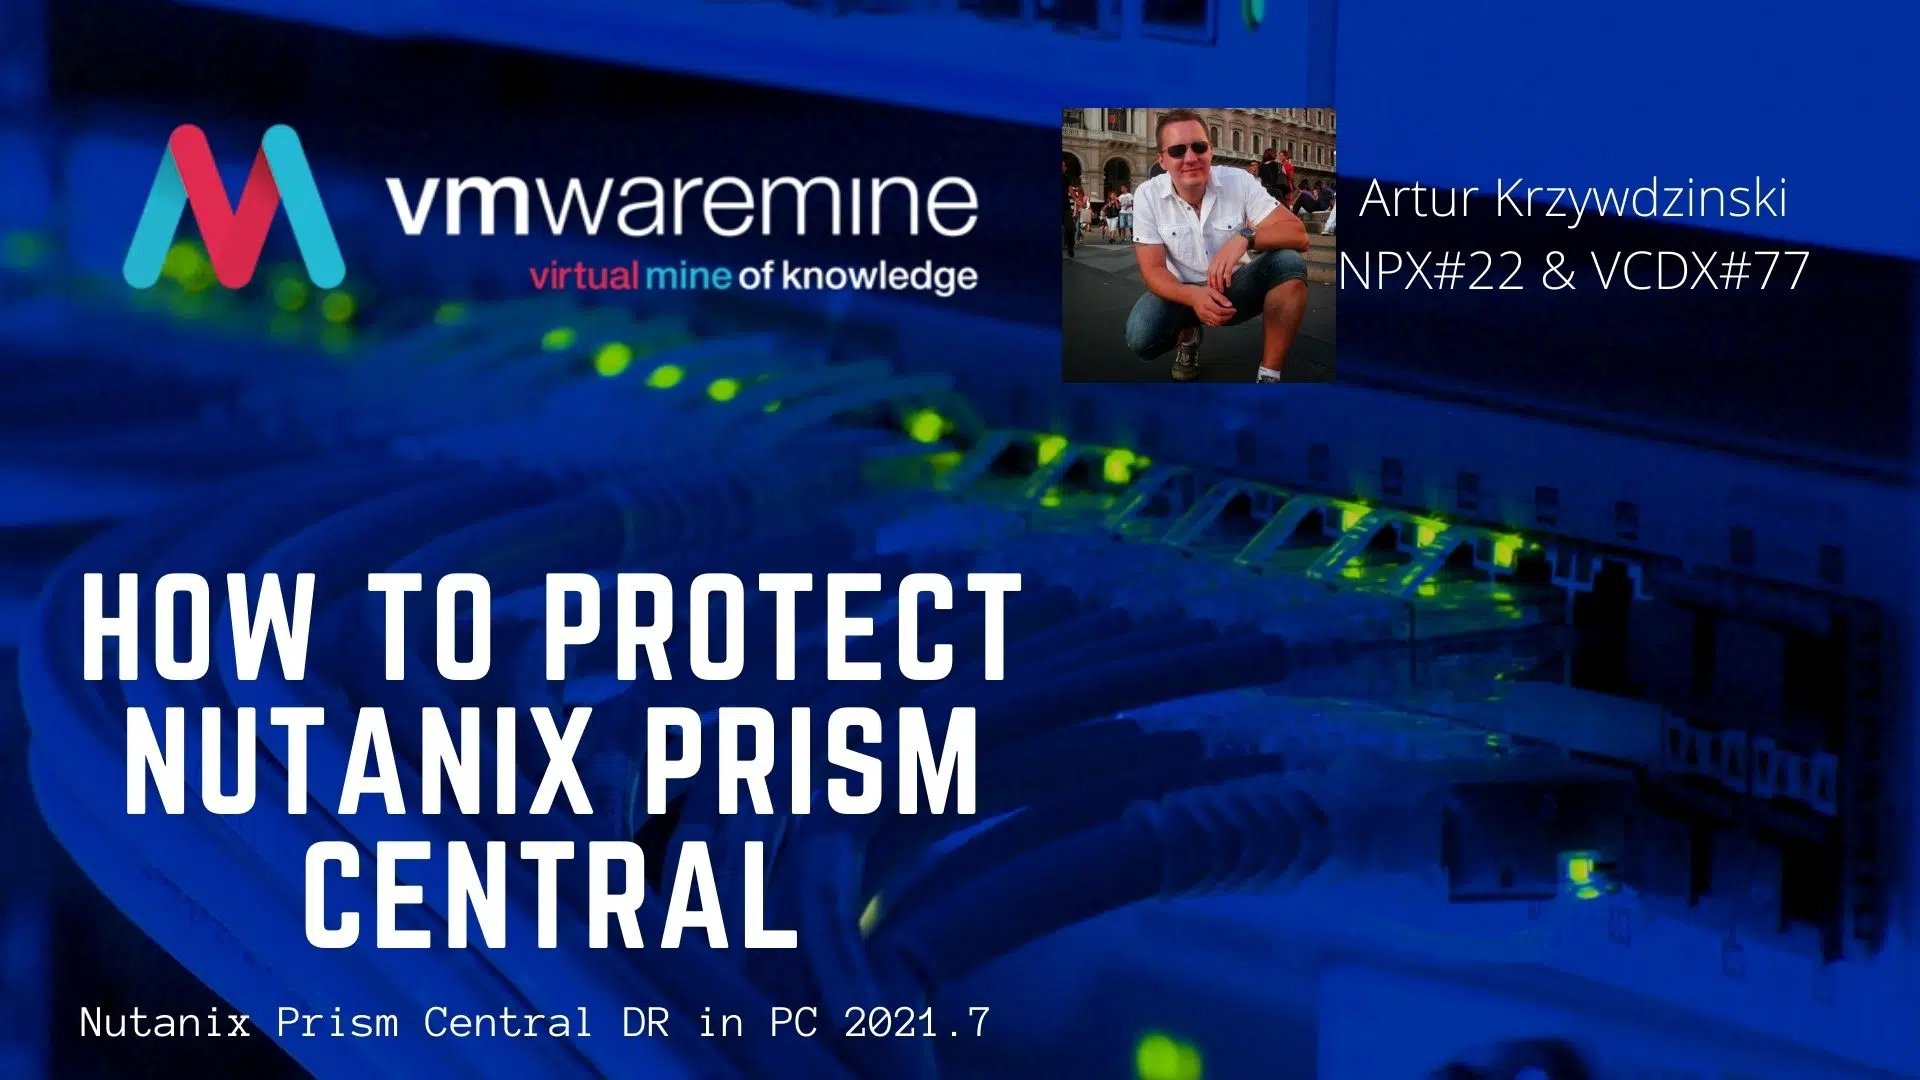 vmwaremine
virtual mine of knowledge
Artur Krzywdzinski
NPX#22 & VCDX#77
HOW TO PROTECT
NUTANIX PRISM
CENTRAL
Nutanix Prism Central DR in PC 2021.7